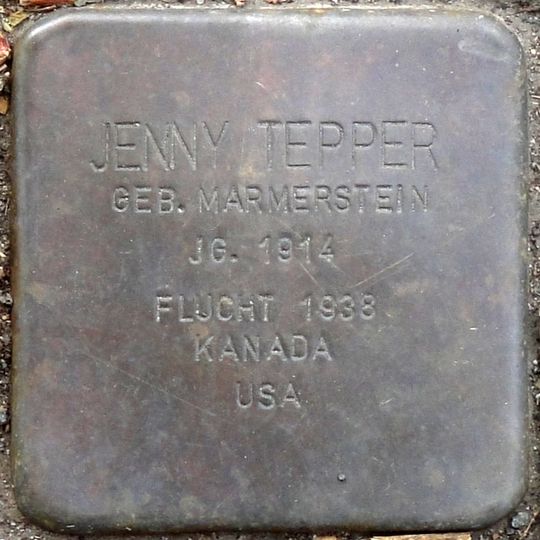 JENNY TEPPER
GEB. MARMERSTEIN
JG. 1914
FLUCHT 1938
KANADA
USA